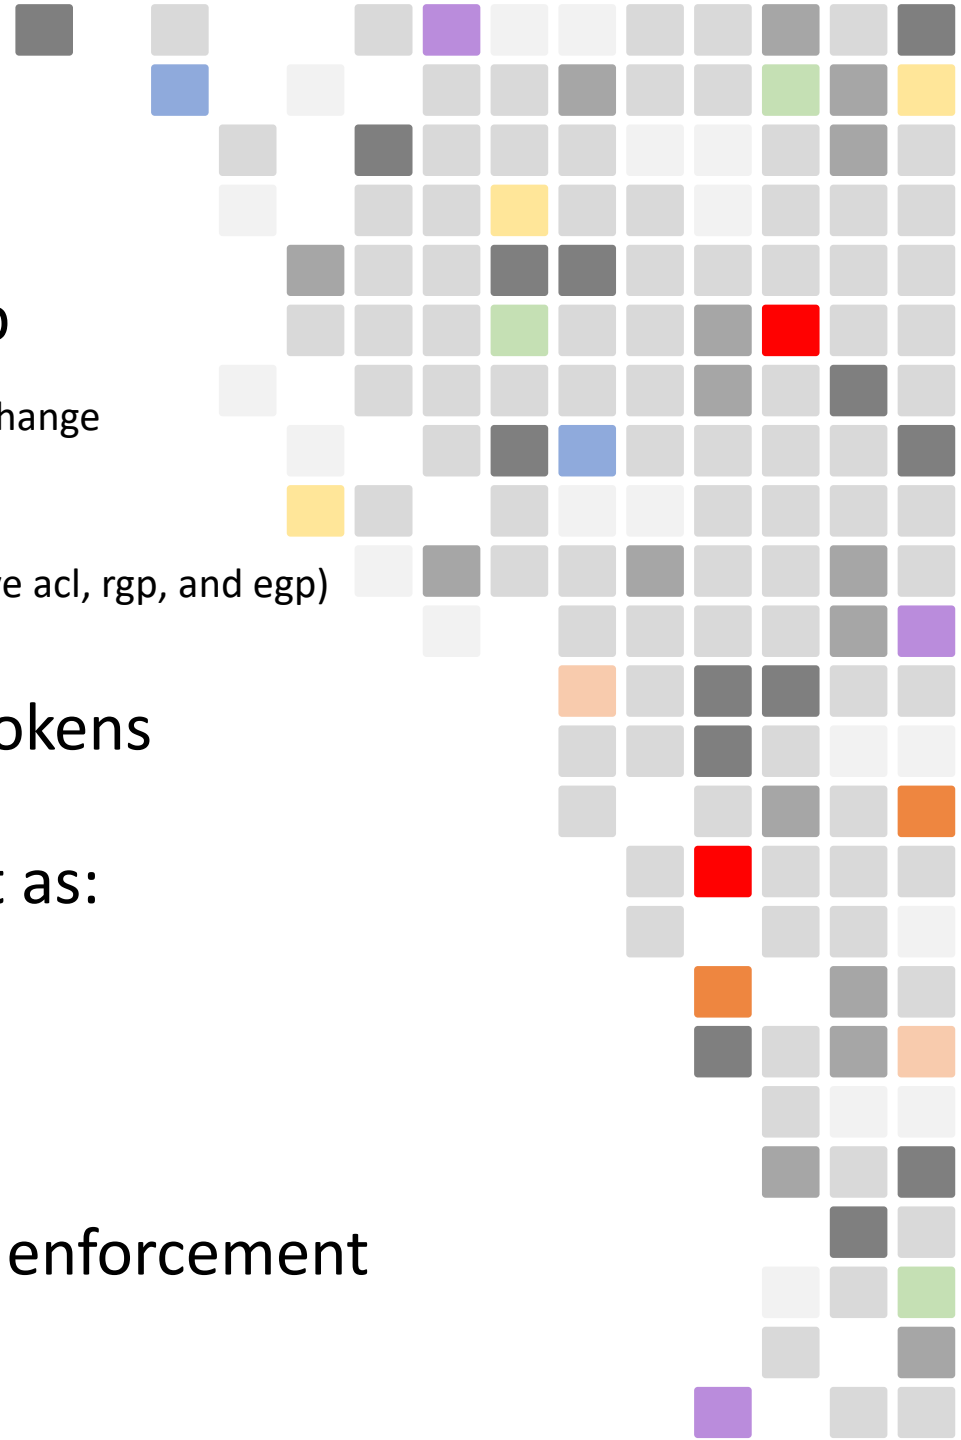 hange
e acl, rgp, and egp)
okens
t as:
enforcement